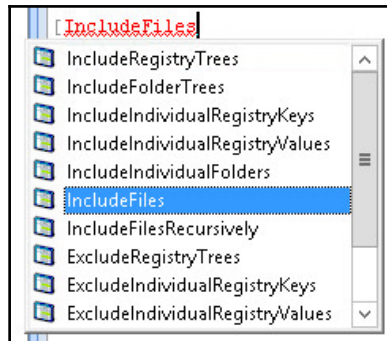 [IncludeFiles
IncludeRegistryTrees
IncludeFolderTrees
IncludeIndividualRegistryKeys
IncludeIndividualRegistryValues
IncludeIndividualFolders
IncludeFiles
IncludeFilesRecursively
ExcludeRegistryTrees
ExcludeIndividualRegistryKeys
ExcludeIndividualRegistryValues